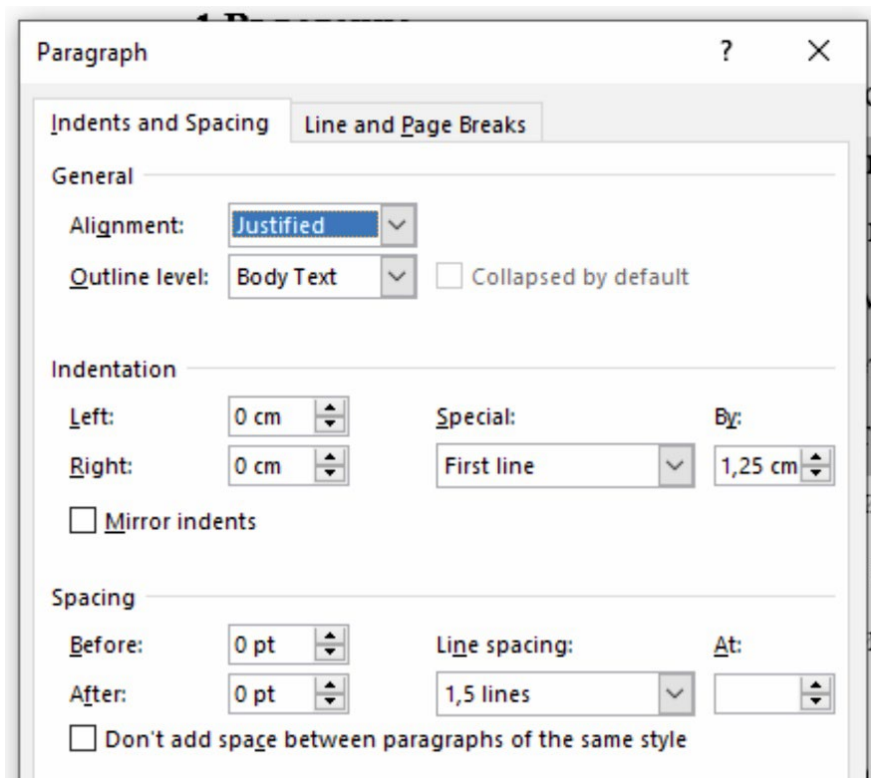 Paragraph ?
Indents and Spacing Line and Page Breaks
General
Alignment: Justified
Outline level: Body Text Collapsed by default
Indentation
Left: 0 cm Special: By:
Right: 0 cm First line 1,25 cm
Mirror indents
Spacing
Before: 0 pt Line spacing: At:
After: 0 pt 1,5 lines
Don't add space between paragraphs of the same style